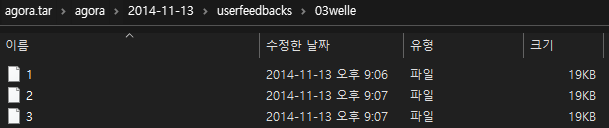 agora.tar > agora > 2014-11-13 > userfeedbacks > 03welle
이름 수정한 날짜 유형 크기
1 2014-11-13 오후 9:06 파일 19KB
2 2014-11-13 오후 9:07 파일 19KB
3 2014-11-13 오후 9:07 파일 19KB